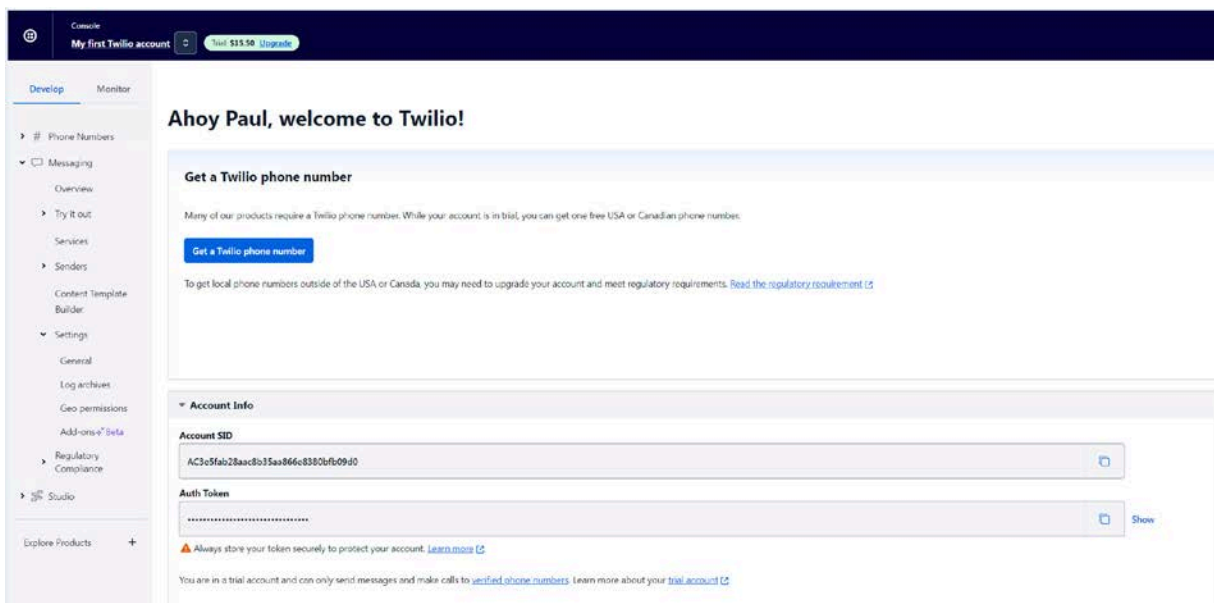 Console
My first Twilio account
Trial: $15.50 Upgrade
Develop Monitor
Ahoy Paul, welcome to Twilio!
# Phone Numbers
Messaging
Overview
Try it out
Services
Senders
Content Template
Builder
Settings
General
Log archives
Geo permissions
Add-ons Beta
Regulatory
Compliance
Studio
Explore Products +
Get a Twilio phone number
Many of our products require a Twilio phone number. While your account is in trial, you can get one free USA or Canadian phone number.
Get a Twilio phone number
To get local phone numbers outside of the USA or Canada, you may need to upgrade your account and meet regulatory requirements. Read the regulatory requirement
Account Info
Account SID
AC3e5fab28aac8b35aa866e8380bfb09d0
Auth Token
••••••••••••••••••••••••••••••••
Show
Always store your token securely to protect your account. Learn more
You are in a trial account and can only send messages and make calls to verified phone numbers. Learn more about your trial account